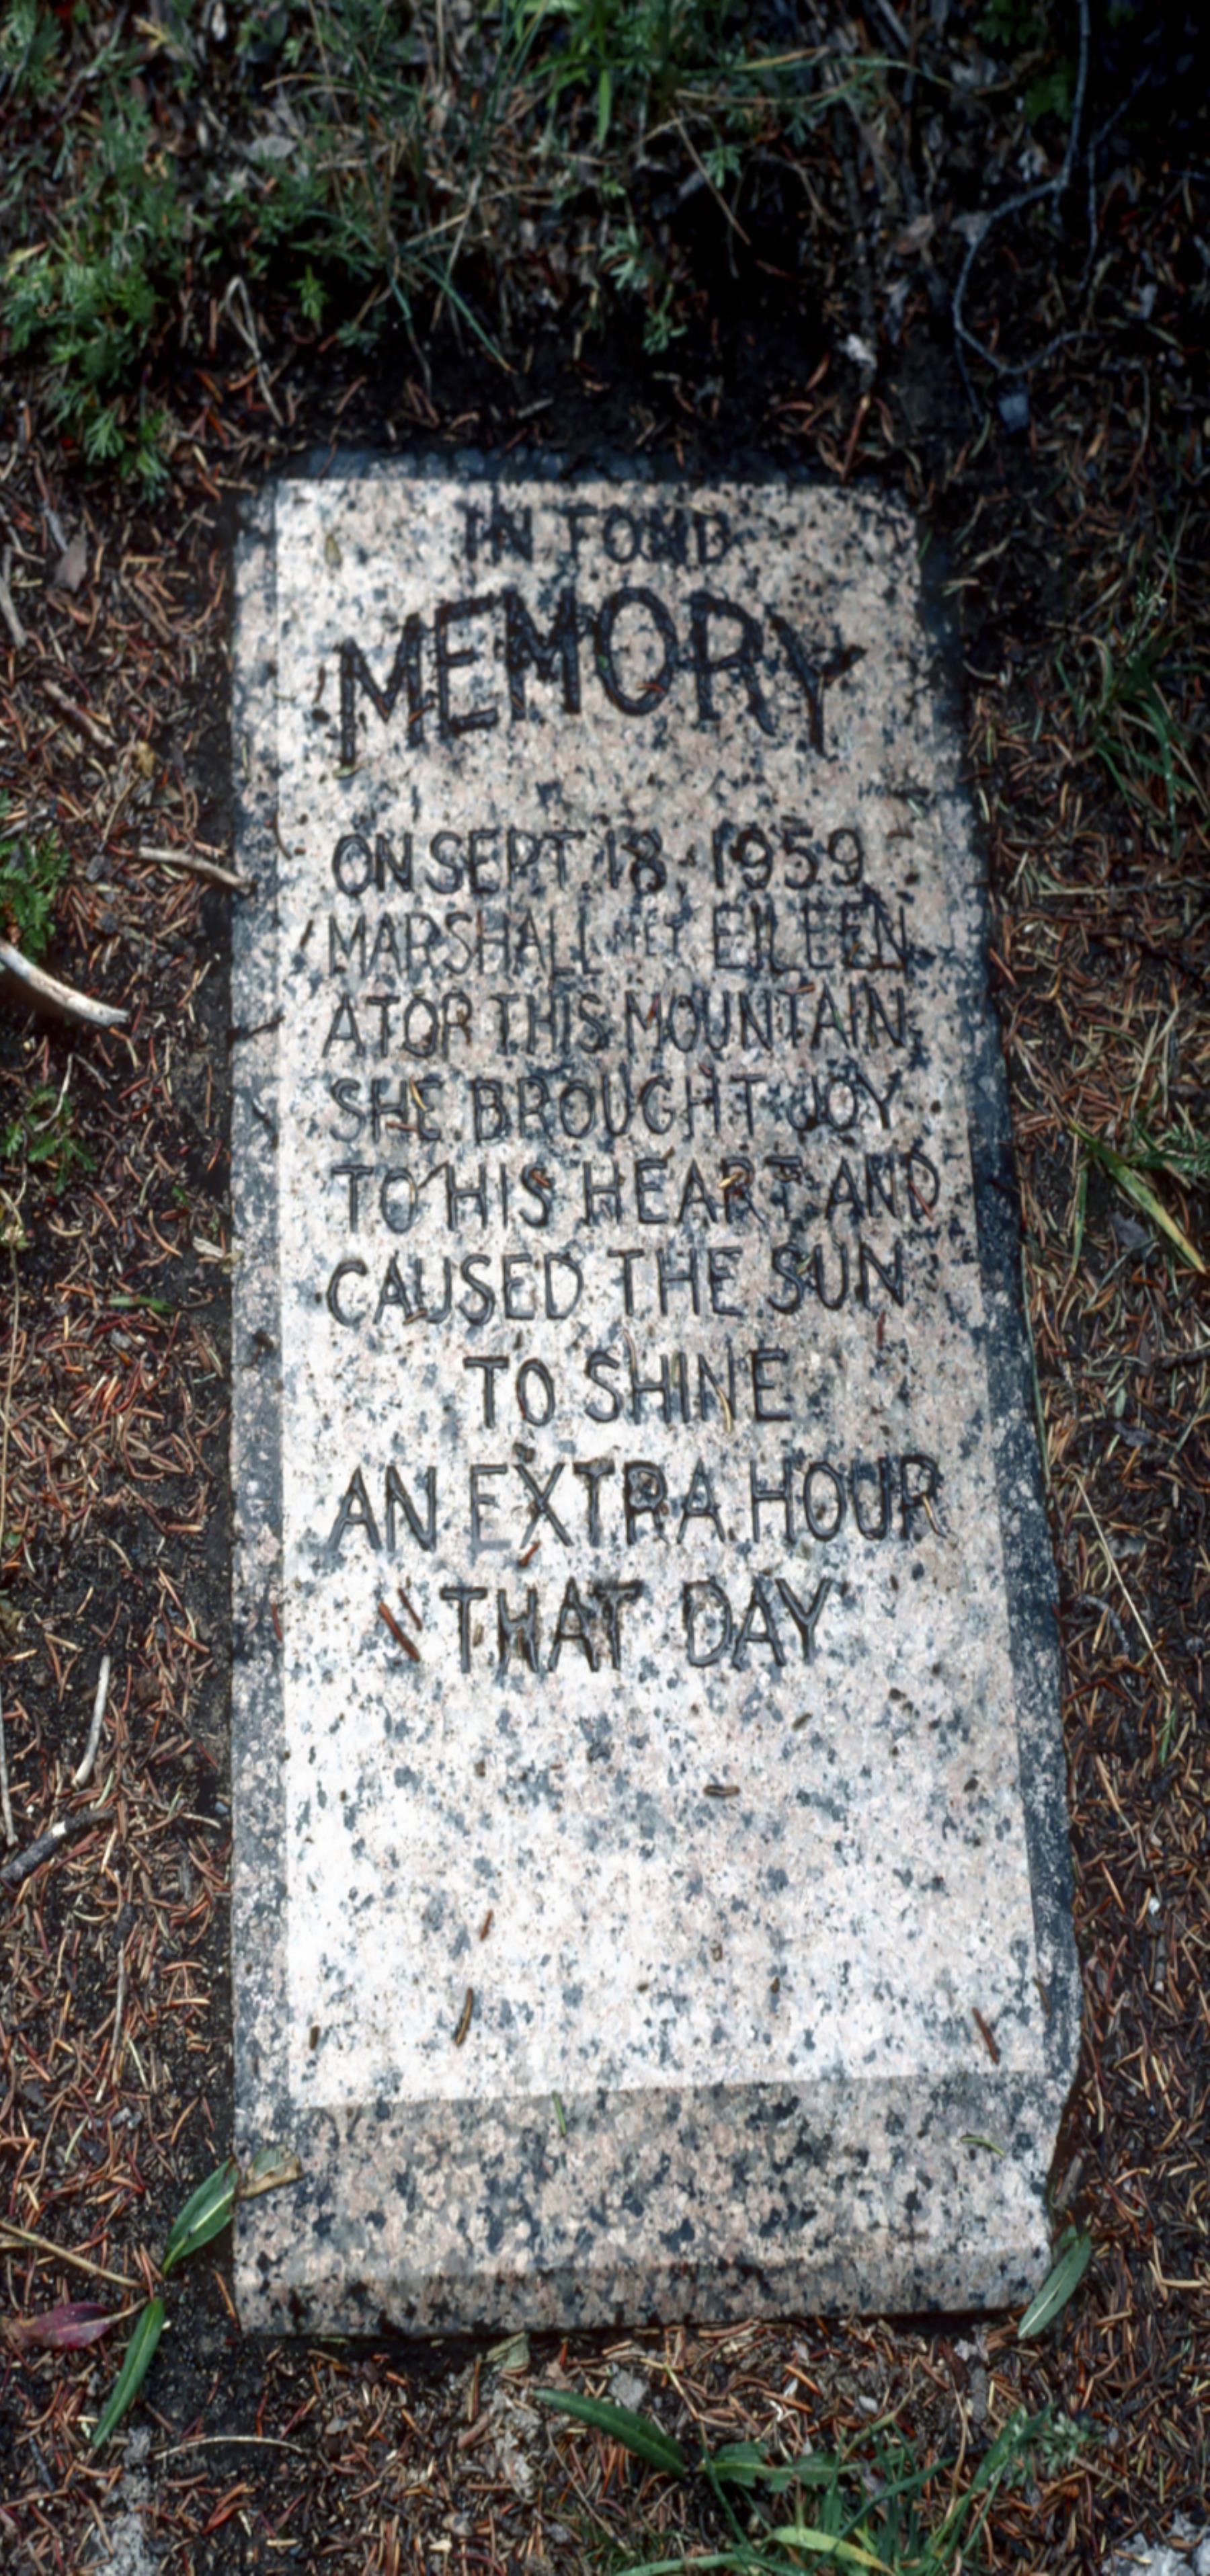 IN FOND
MEMORY
ON SEPT 18, 1959
MARSHALL MET EILEEN
ATOP THIS MOUNTAIN
SHE BROUGHT JOY
TO HIS HEART AND
CAUSED THE SUN
TO SHINE
AN EXTRA HOUR
THAT DAY